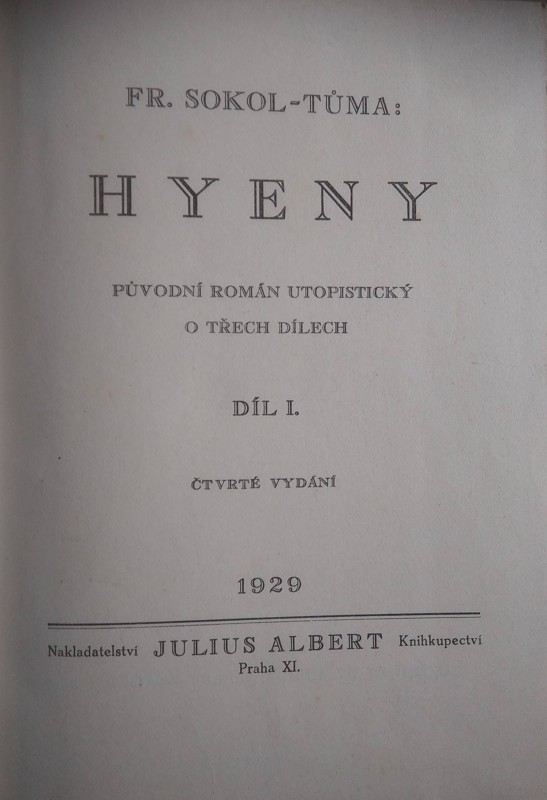 FR. SOKOL-TŮMA:
HYENY
PŮVODNÍ ROMÁN UTOPISTICKÝ
O TŘECH DÍLECH
DÍL I.
ČTVRTÉ VYDÁNÍ
1929
Nakladatelství JULIUS ALBERT Knihkupectví
Praha XI.